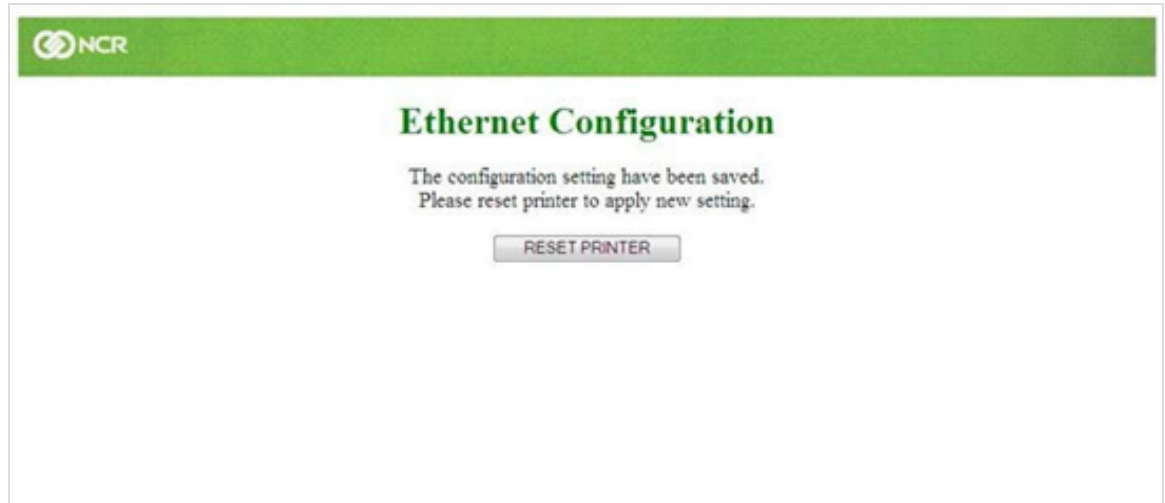 NCR
Ethernet Configuration
The configuration setting have been saved.
Please reset printer to apply new setting.
RESET PRINTER